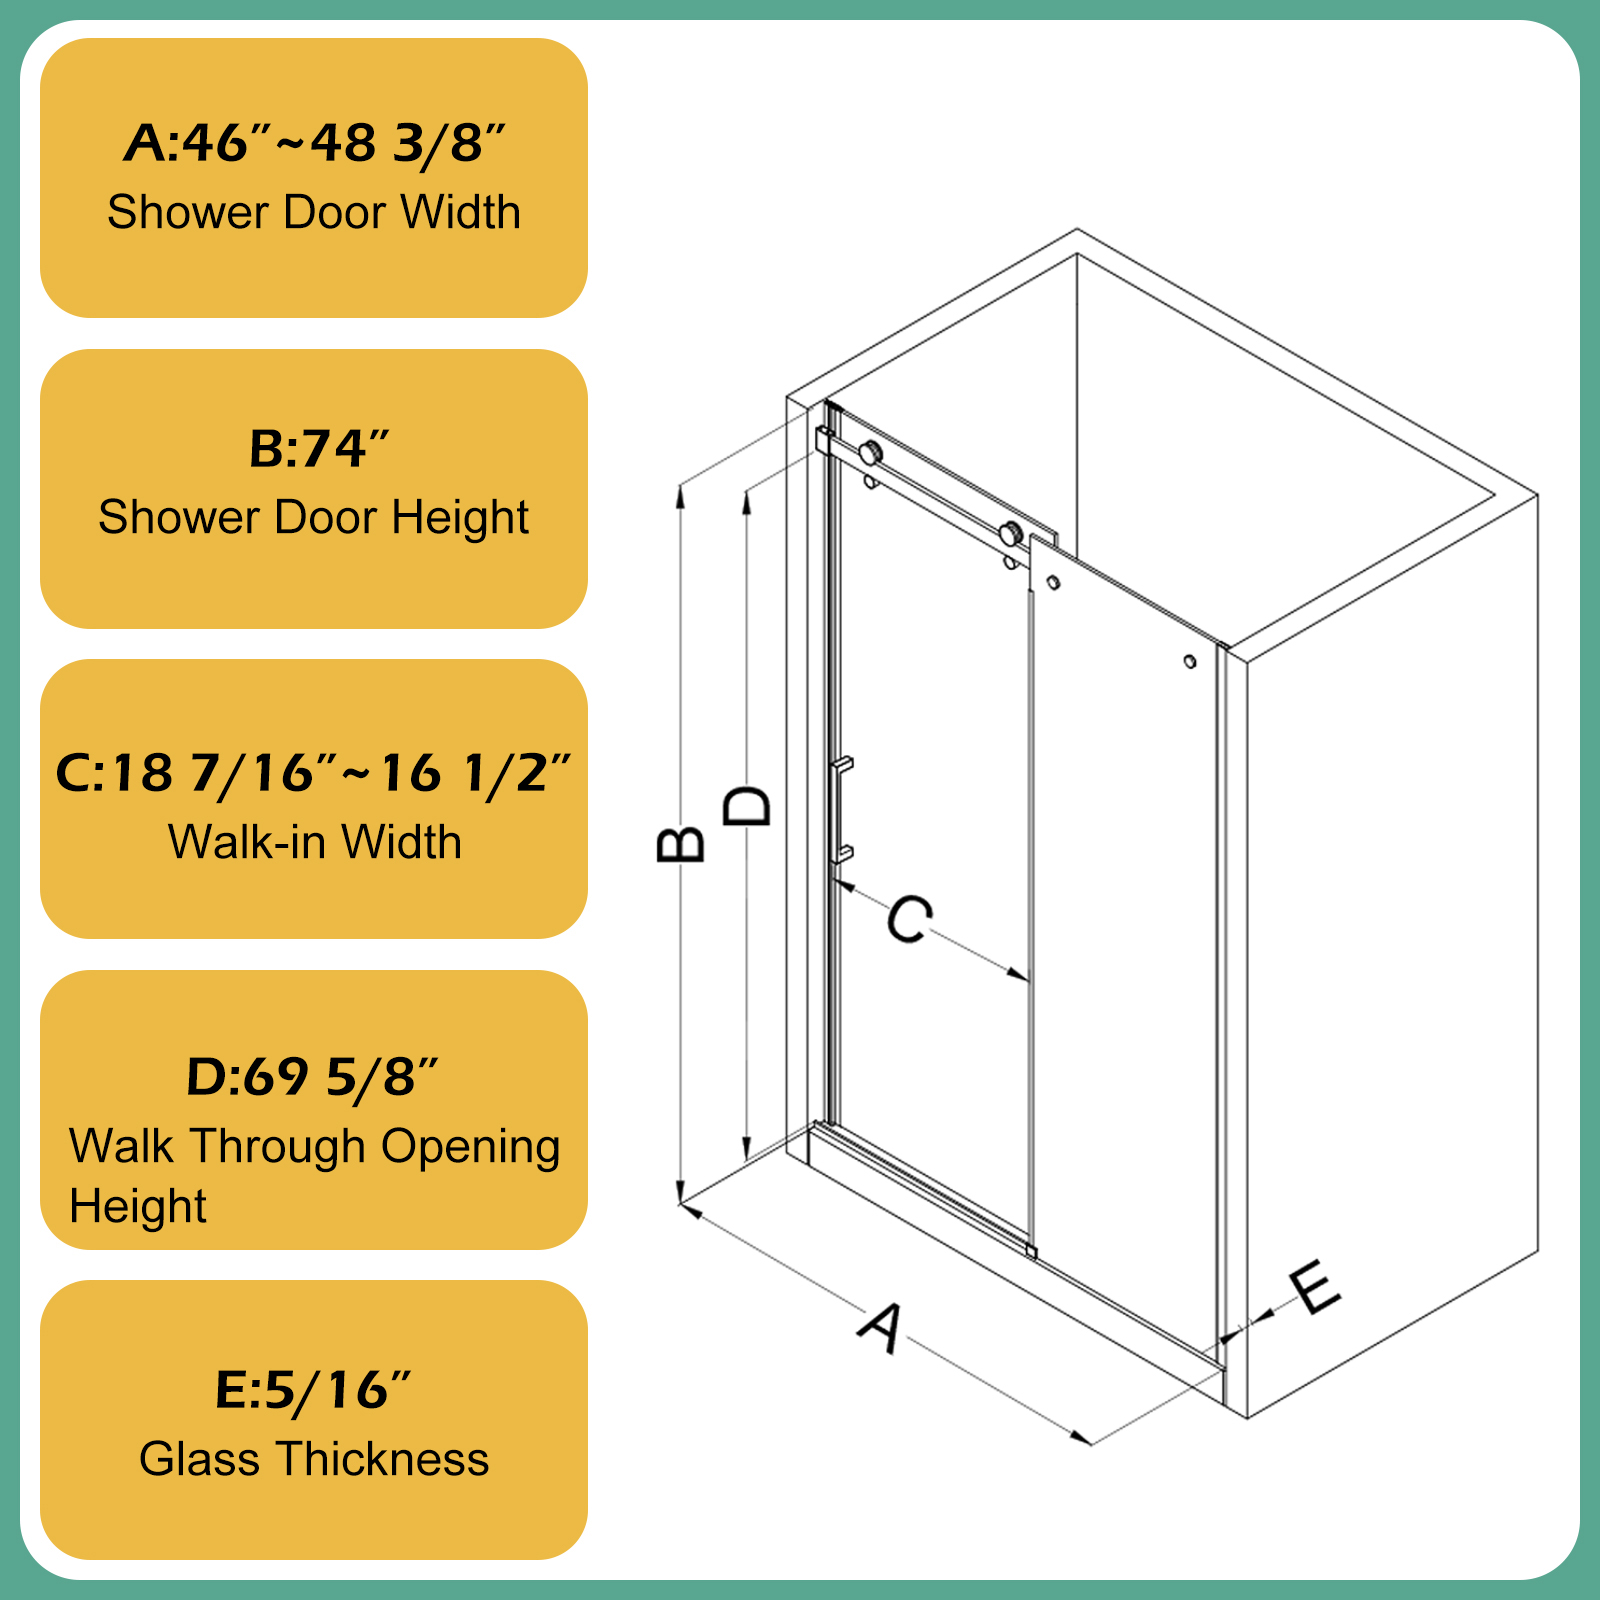 A:46"~48 3/8"
Shower Door Width
B:74"
Shower Door Height
C:18 7/16"~16 1/2"
Walk-in Width
D:69 5/8"
Walk Through Opening
Height
E:5/16"
Glass Thickness
B
D
C
A
E